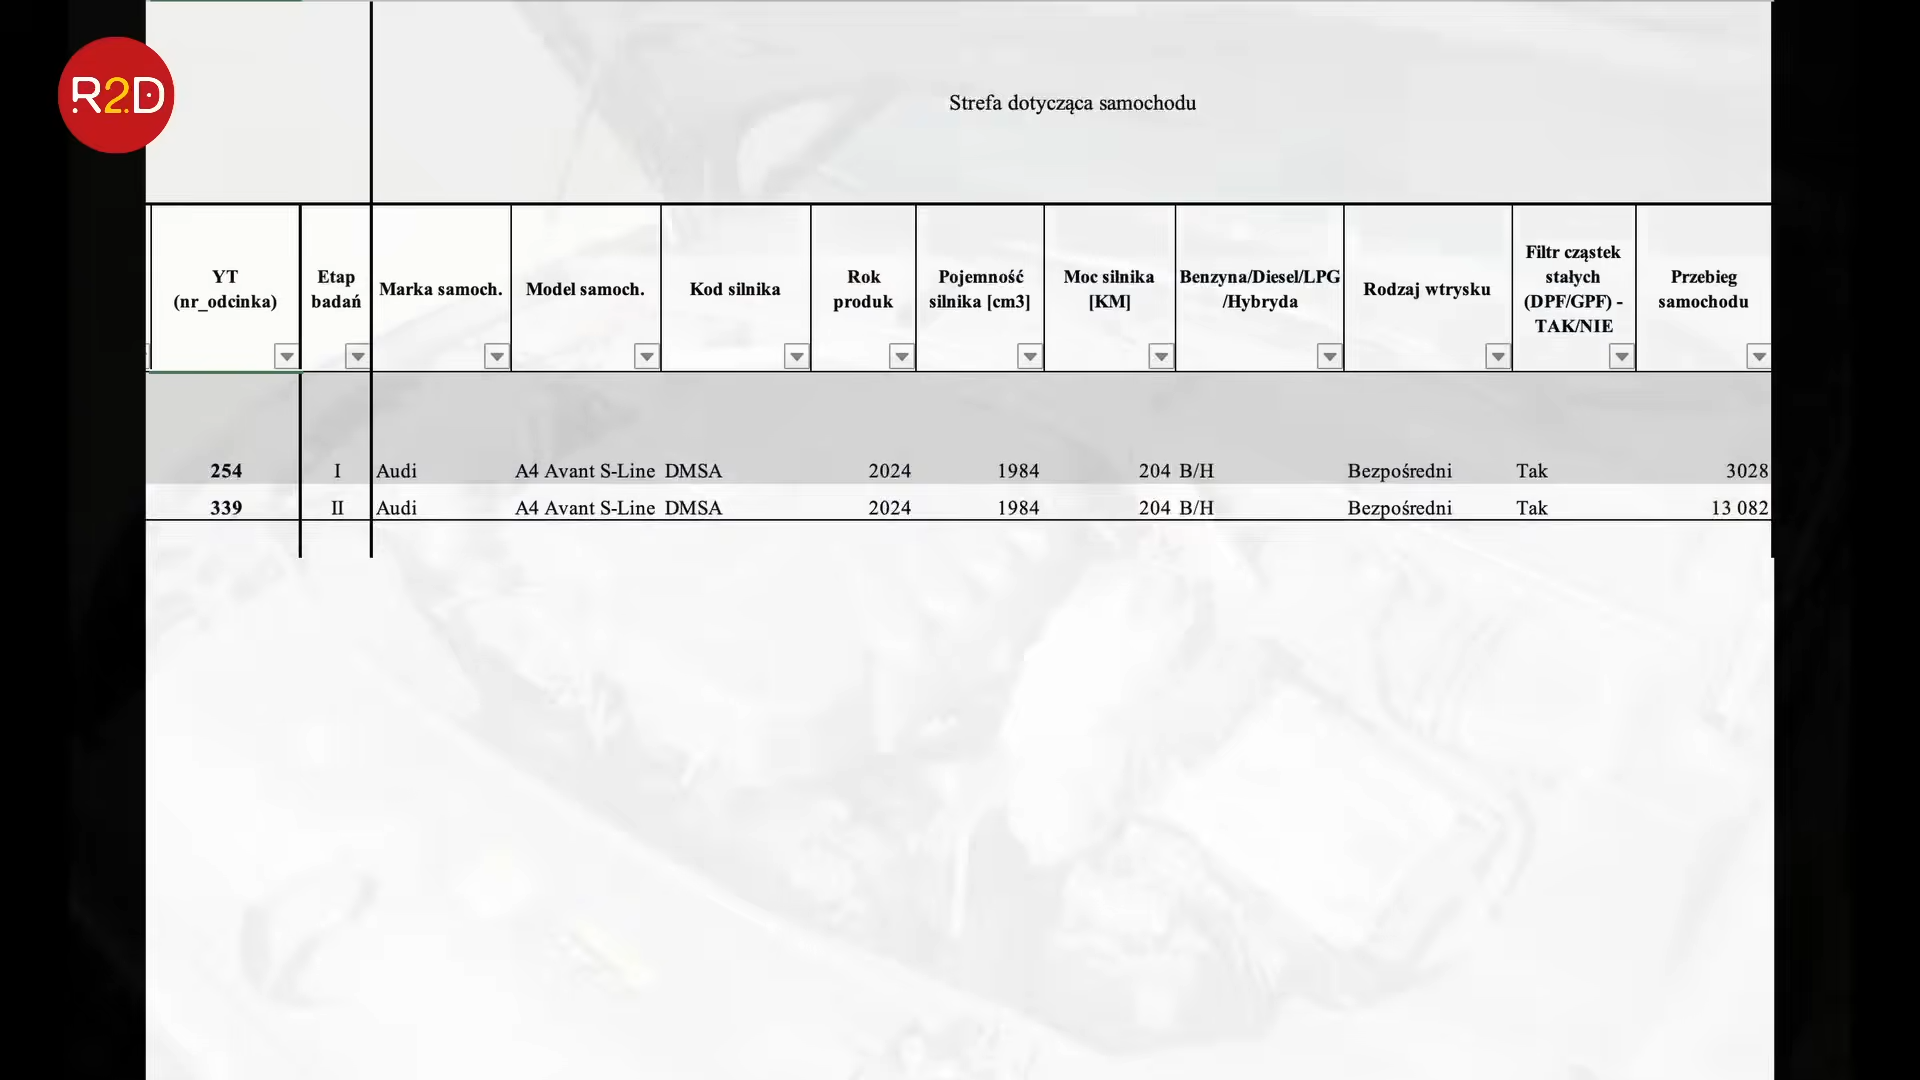 R2D
Strefa dotycząca samochodu
YT
(nr_odcinka)
Etap
badań
Marka samoch.
Model samoch.
Kod silnika
Rok
produk
Pojemność
silnika [cm3]
Moc silnika
[KM]
Benzyna/Diesel/LPG
/Hybryda
Rodzaj wtrysku
Filtr cząstek
stałych
(DPF/GPF) -
TAK/NIE
Przebieg
samochodu
254 I Audi A4 Avant S-Line DMSA 2024 1984 204 B/H Bezpośredni Tak 3028
339 II Audi A4 Avant S-Line DMSA 2024 1984 204 B/H Bezpośredni Tak 13 082